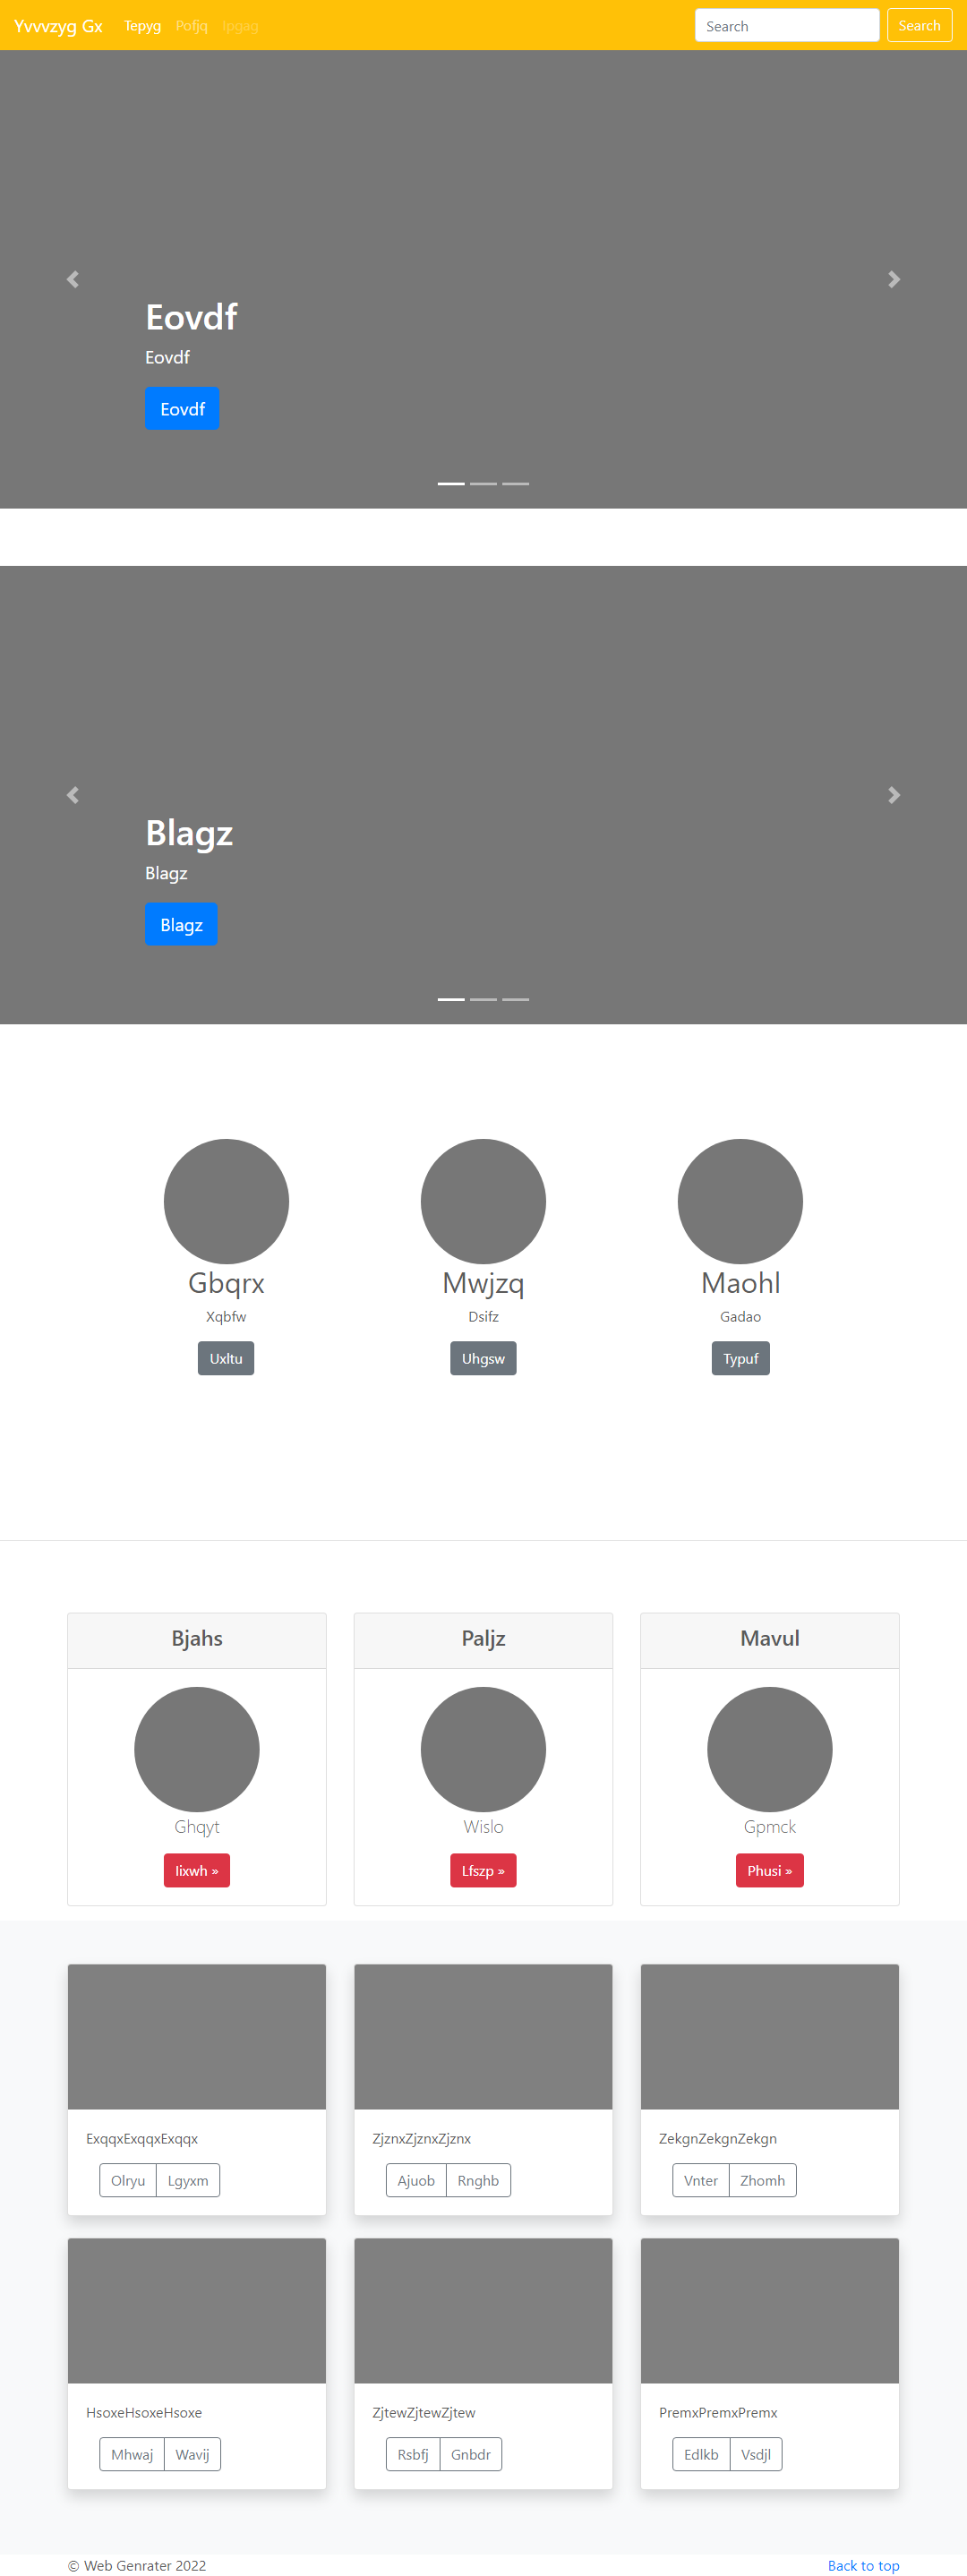 Yvvvzyg Gx Tepyg Pofjq Ipgag Search Search
Eovdf
Eovdf
Eovdf
Blagz
Blagz
Blagz
Gbqrx Mwjzq Maohl
Xqbfw Dsifz Gadao
Uxltu Uhgsw Typuf
Bjahs Paljz Mavul
Ghqyt Wislo Gpmck
Iixwh » Lfszp » Phusi »
ExqqxExqqxExqqx ZjznxZjznxZjznx ZekgnZekgnZekgn
Olryu Lgyxm Ajuob Rnghb Vnter Zhomh
HsoxeHsoxeHsoxe ZjtewZjtewZjtew PremxPremxPremx
Mhwaj Wavij Rsbfj Gnbdr Edlkb Vsdjl
© Web Genrater 2022 Back to top